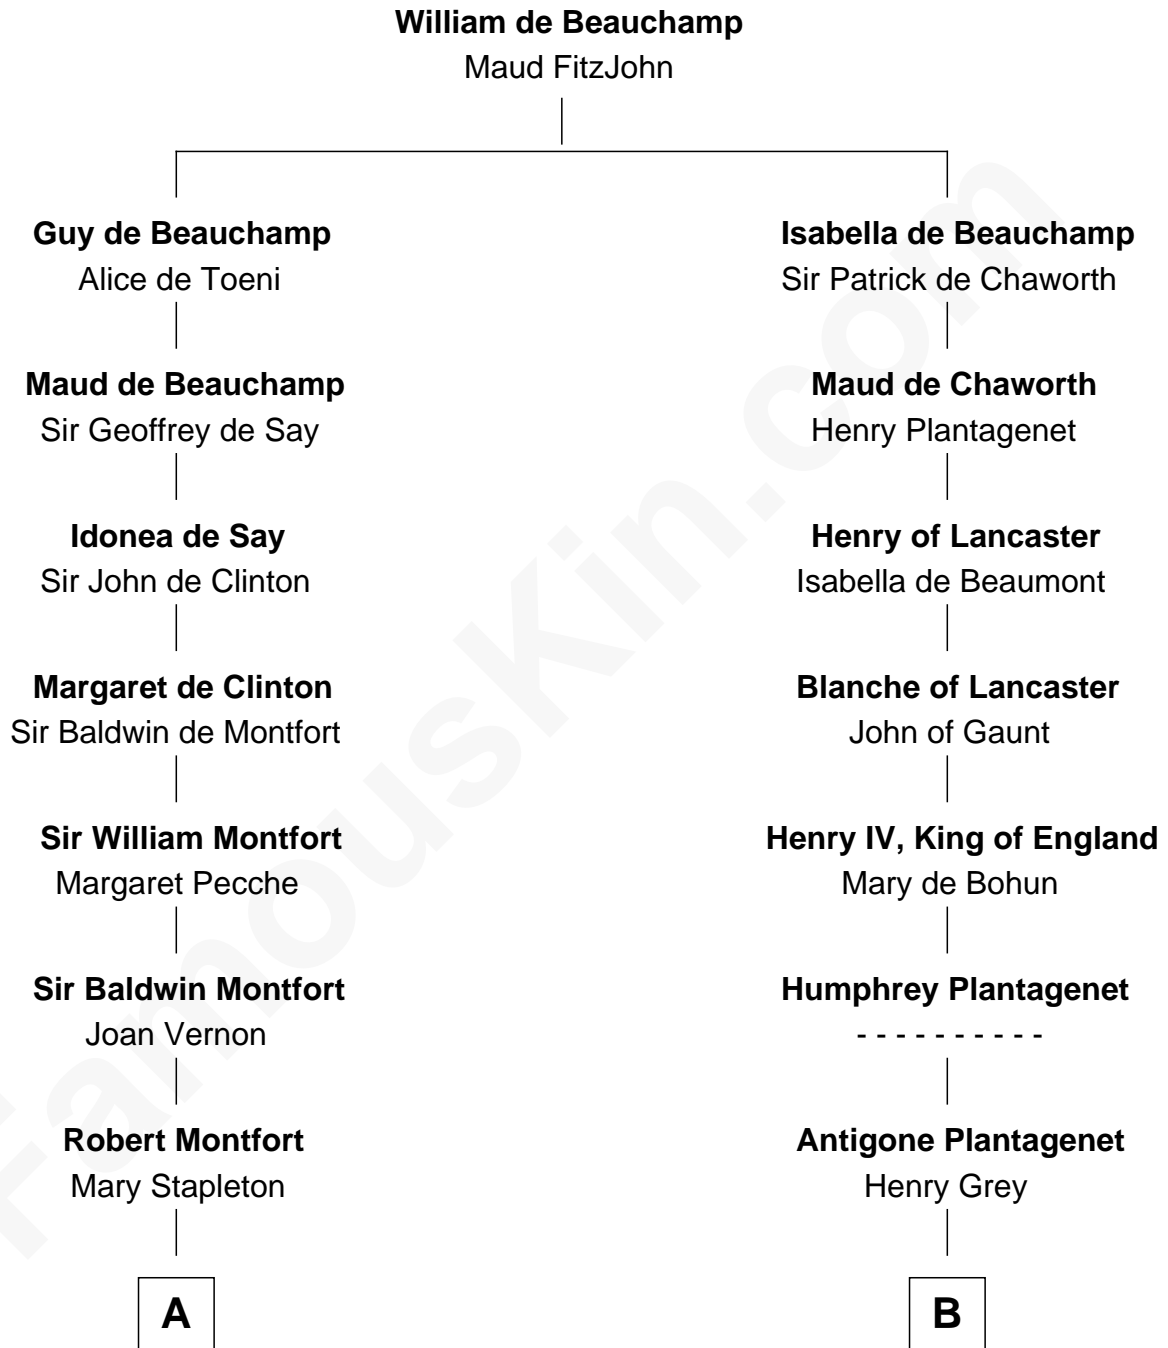 William de Beauchamp
Maud FitzJohn
Guy de Beauchamp
Alice de Toeni
Isabella de Beauchamp
Sir Patrick de Chaworth
Maud de Beauchamp
Sir Geoffrey de Say
Maud de Chaworth
Henry Plantagenet
Idonea de Say
Sir John de Clinton
Henry of Lancaster
Isabella de Beaumont
Margaret de Clinton
Sir Baldwin de Montfort
Blanche of Lancaster
John of Gaunt
Sir William Montfort
Margaret Pecche
Henry IV, King of England
Mary de Bohun
Sir Baldwin Montfort
Joan Vernon
Humphrey Plantagenet
- - - - - - - - - -
Robert Montfort
Mary Stapleton
Antigone Plantagenet
Henry Grey
A
B
FamousKin.com